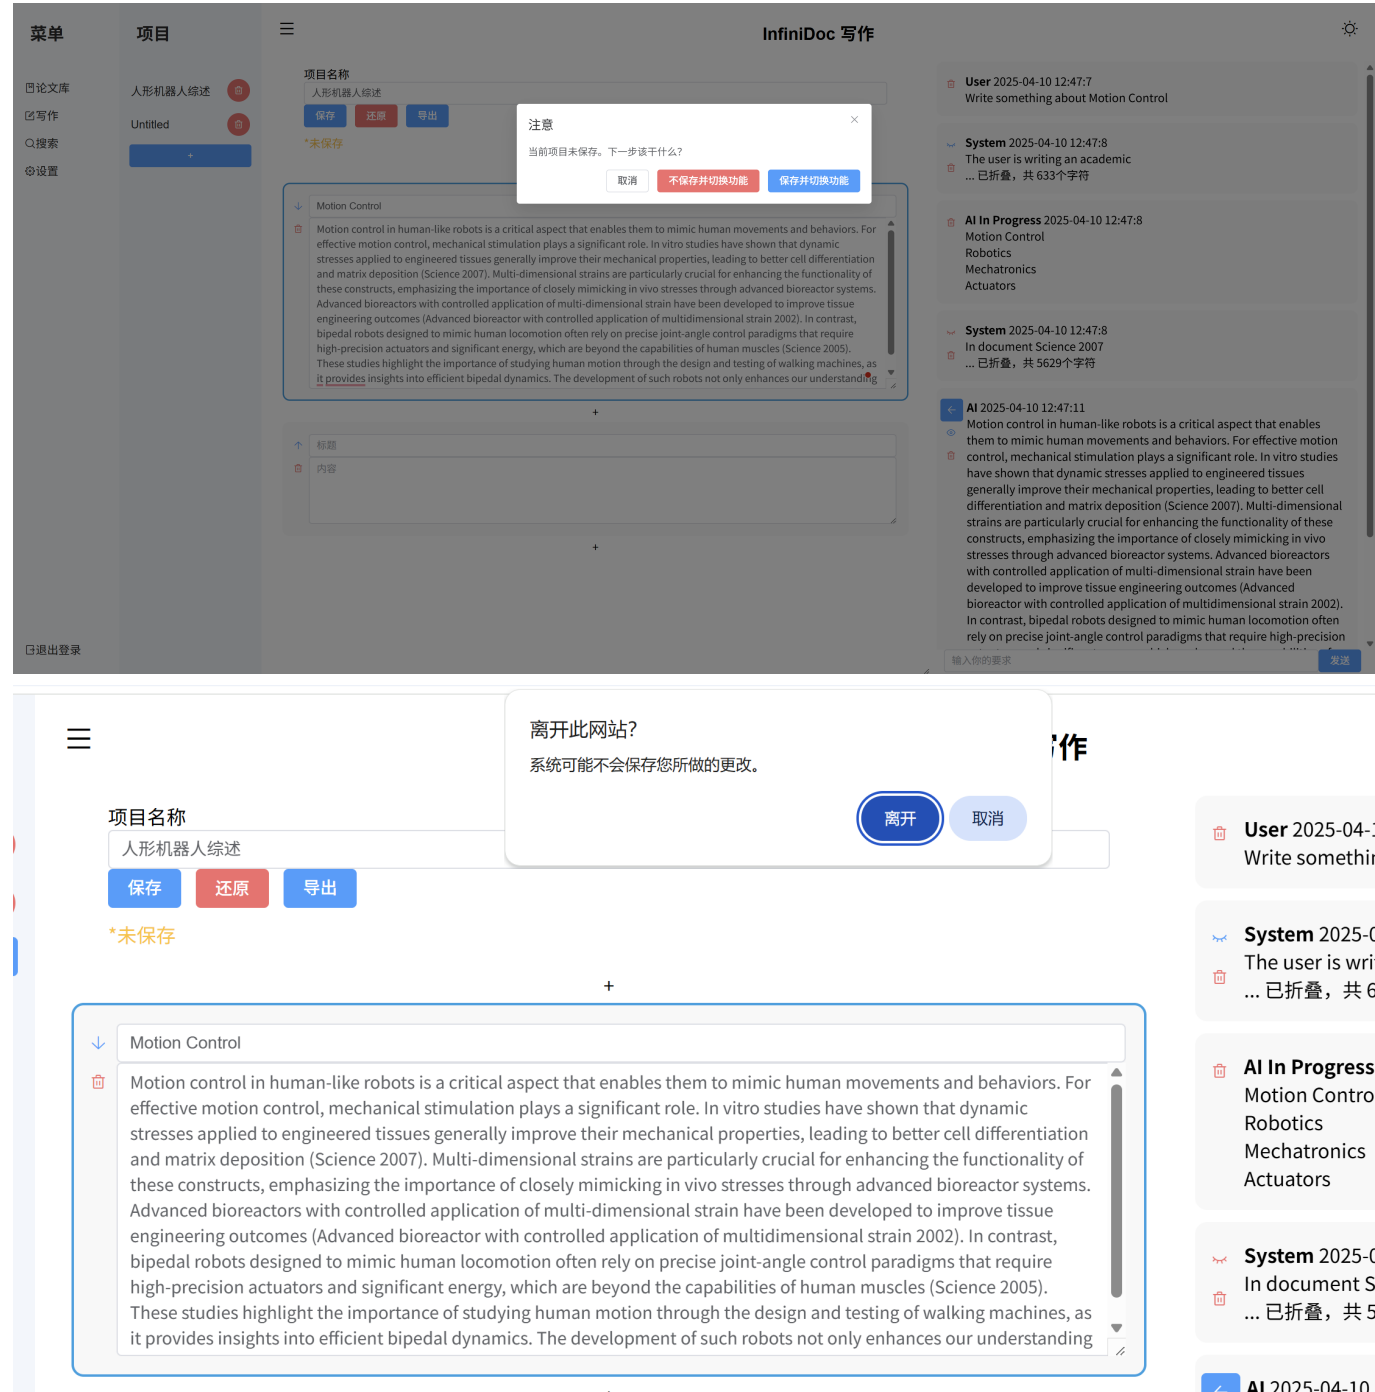 菜单
项目
InfiniDoc 写作
论文库
写作
搜索
设置
退出登录
人形机器人综述
Untitled
+
项目名称
人形机器人综述
保存 还原 导出
*未保存
注意
当前项目未保存。下一步该干什么?
取消 不保存并切换功能 保存并切换功能
Motion Control
Motion control in human-like robots is a critical aspect that enables them to mimic human movements and behaviors. For
effective motion control, mechanical stimulation plays a significant role. In vitro studies have shown that dynamic
stresses applied to engineered tissues generally improve their mechanical properties, leading to better cell differentiation
and matrix deposition (Science 2007). Multi-dimensional strains are particularly crucial for enhancing the functionality of
these constructs, emphasizing the importance of closely mimicking in vivo stresses through advanced bioreactor systems.
Advanced bioreactors with controlled application of multi-dimensional strain have been developed to improve tissue
engineering outcomes (Advanced bioreactor with controlled application of multidimensional strain 2002). In contrast,
bipedal robots designed to mimic human locomotion often rely on precise joint-angle control paradigms that require
high-precision actuators and significant energy, which are beyond the capabilities of human muscles (Science 2005).
These studies highlight the importance of studying human motion through the design and testing of walking machines, as
it provides insights into efficient bipedal dynamics. The development of such robots not only enhances our understanding
+
标题
内容
+
User 2025-04-10 12:47:7
Write something about Motion Control
System 2025-04-10 12:47:8
The user is writing an academic
... 已折叠，共 633个字符
AI In Progress 2025-04-10 12:47:8
Motion Control
Robotics
Mechatronics
Actuators
System 2025-04-10 12:47:8
In document Science 2007
... 已折叠，共 5629个字符
AI 2025-04-10 12:47:11
Motion control in human-like robots is a critical aspect that enables
them to mimic human movements and behaviors. For effective motion
control, mechanical stimulation plays a significant role. In vitro studies
have shown that dynamic stresses applied to engineered tissues
generally improve their mechanical properties, leading to better cell
differentiation and matrix deposition (Science 2007). Multi-dimensional
strains are particularly crucial for enhancing the functionality of these
constructs, emphasizing the importance of closely mimicking in vivo
stresses through advanced bioreactor systems. Advanced bioreactors
with controlled application of multi-dimensional strain have been
developed to improve tissue engineering outcomes (Advanced
bioreactor with controlled application of multidimensional strain 2002).
In contrast, bipedal robots designed to mimic human locomotion often
rely on precise joint-angle control paradigms that require high-precision
输入你的要求
发送
离开此网站?
系统可能不会保存您所做的更改。
离开 取消
作
项目名称
人形机器人综述
保存 还原 导出
*未保存
+
Motion Control
Motion control in human-like robots is a critical aspect that enables them to mimic human movements and behaviors. For
effective motion control, mechanical stimulation plays a significant role. In vitro studies have shown that dynamic
stresses applied to engineered tissues generally improve their mechanical properties, leading to better cell differentiation
and matrix deposition (Science 2007). Multi-dimensional strains are particularly crucial for enhancing the functionality of
these constructs, emphasizing the importance of closely mimicking in vivo stresses through advanced bioreactor systems.
Advanced bioreactors with controlled application of multi-dimensional strain have been developed to improve tissue
engineering outcomes (Advanced bioreactor with controlled application of multidimensional strain 2002). In contrast,
bipedal robots designed to mimic human locomotion often rely on precise joint-angle control paradigms that require
high-precision actuators and significant energy, which are beyond the capabilities of human muscles (Science 2005).
These studies highlight the importance of studying human motion through the design and testing of walking machines, as
it provides insights into efficient bipedal dynamics. The development of such robots not only enhances our understanding
User 2025-04-
Write somethi
System 2025-0
The user is wri
... 已折叠，共 6
AI In Progress
Motion Contro
Robotics
Mechatronics
Actuators
System 2025-0
In document S
... 已折叠，共 5
AI 2025-04-10